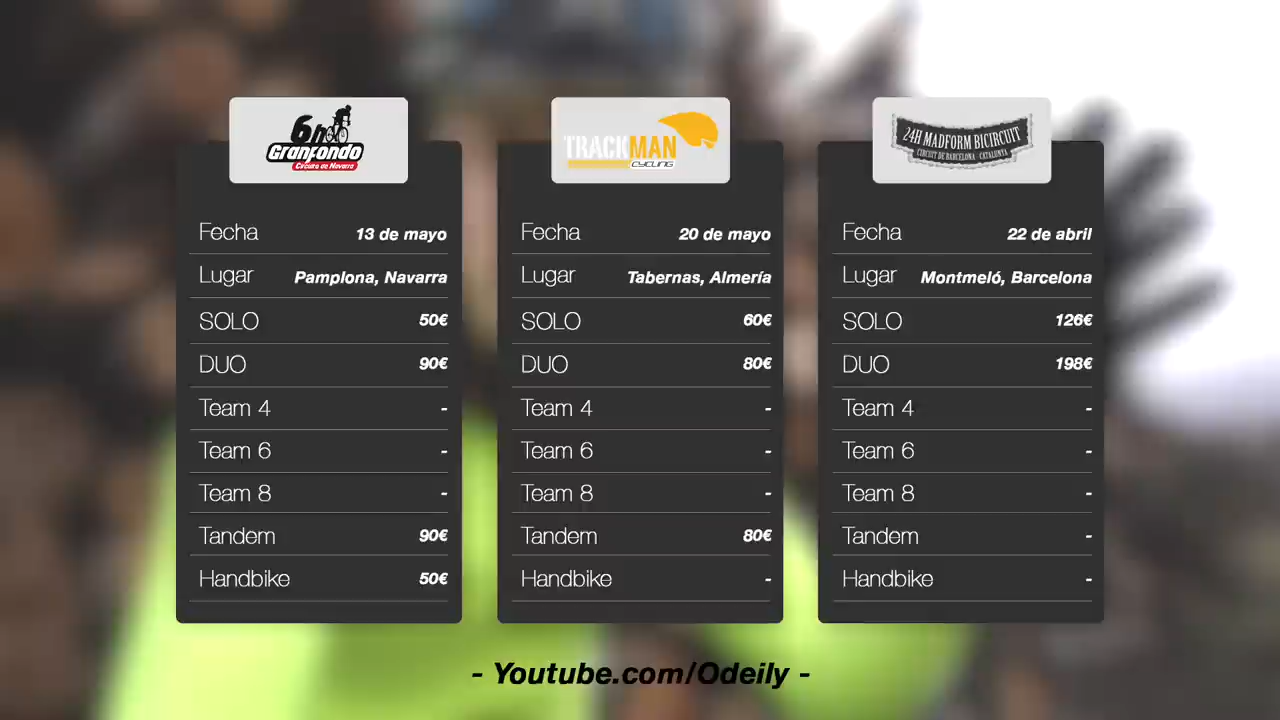 6h
Granfondo
Circuito de Navarra
Fecha 13 de mayo
Lugar Pamplona, Navarra
SOLO 50€
DUO 90€
Team 4 -
Team 6 -
Team 8 -
Tandem 90€
Handbike 50€
TRACKMAN
CYCLING
Fecha 20 de mayo
Lugar Tabernas, Almería
SOLO 60€
DUO 80€
Team 4 -
Team 6 -
Team 8 -
Tandem 80€
Handbike -
24H MADFORM BICIRCUIT
CIRCUIT DE BARCELONA - CATALUNYA
Fecha 22 de abril
Lugar Montmeló, Barcelona
SOLO 126€
DUO 198€
Team 4 -
Team 6 -
Team 8 -
Tandem -
Handbike -
- Youtube.com/Odeily -